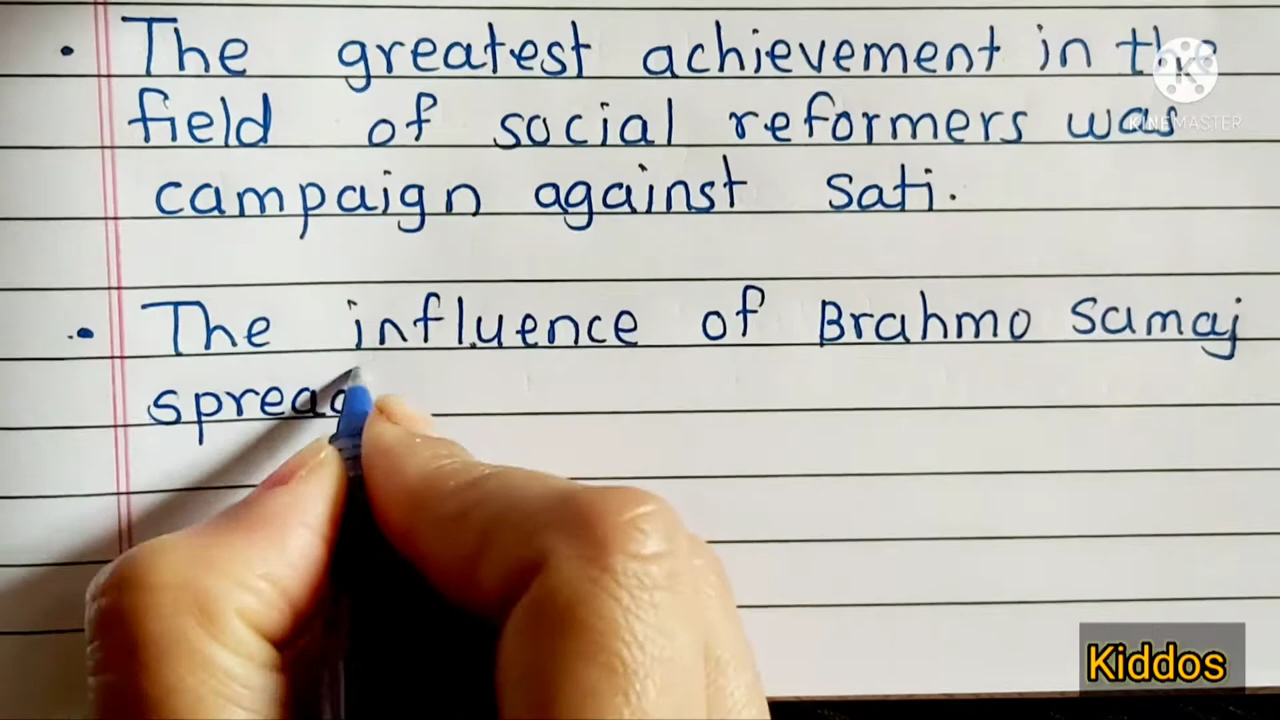 • The greatest achievement in the
field of social reformers was
campaign against Sati.
• The influence of Brahmo Samaj
spread
KINEMASTER
Kiddos